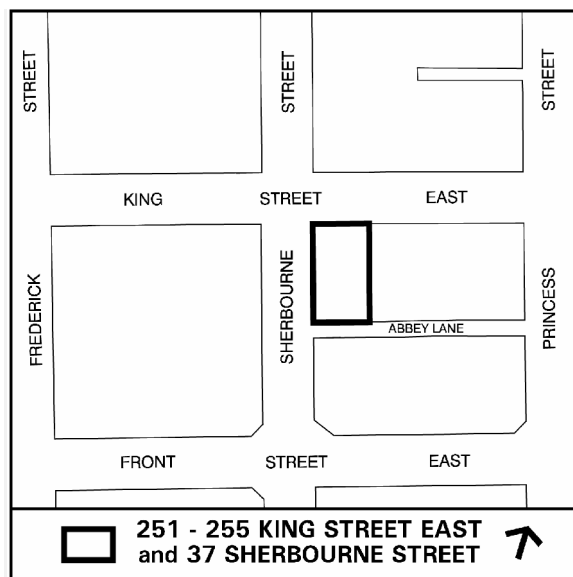 STREET
STREET
STREET
KING STREET EAST
FREDERICK
SHERBOURNE
PRINCESS
ABBEY LANE
FRONT STREET EAST
251 - 255 KING STREET EAST
and 37 SHERBOURNE STREET